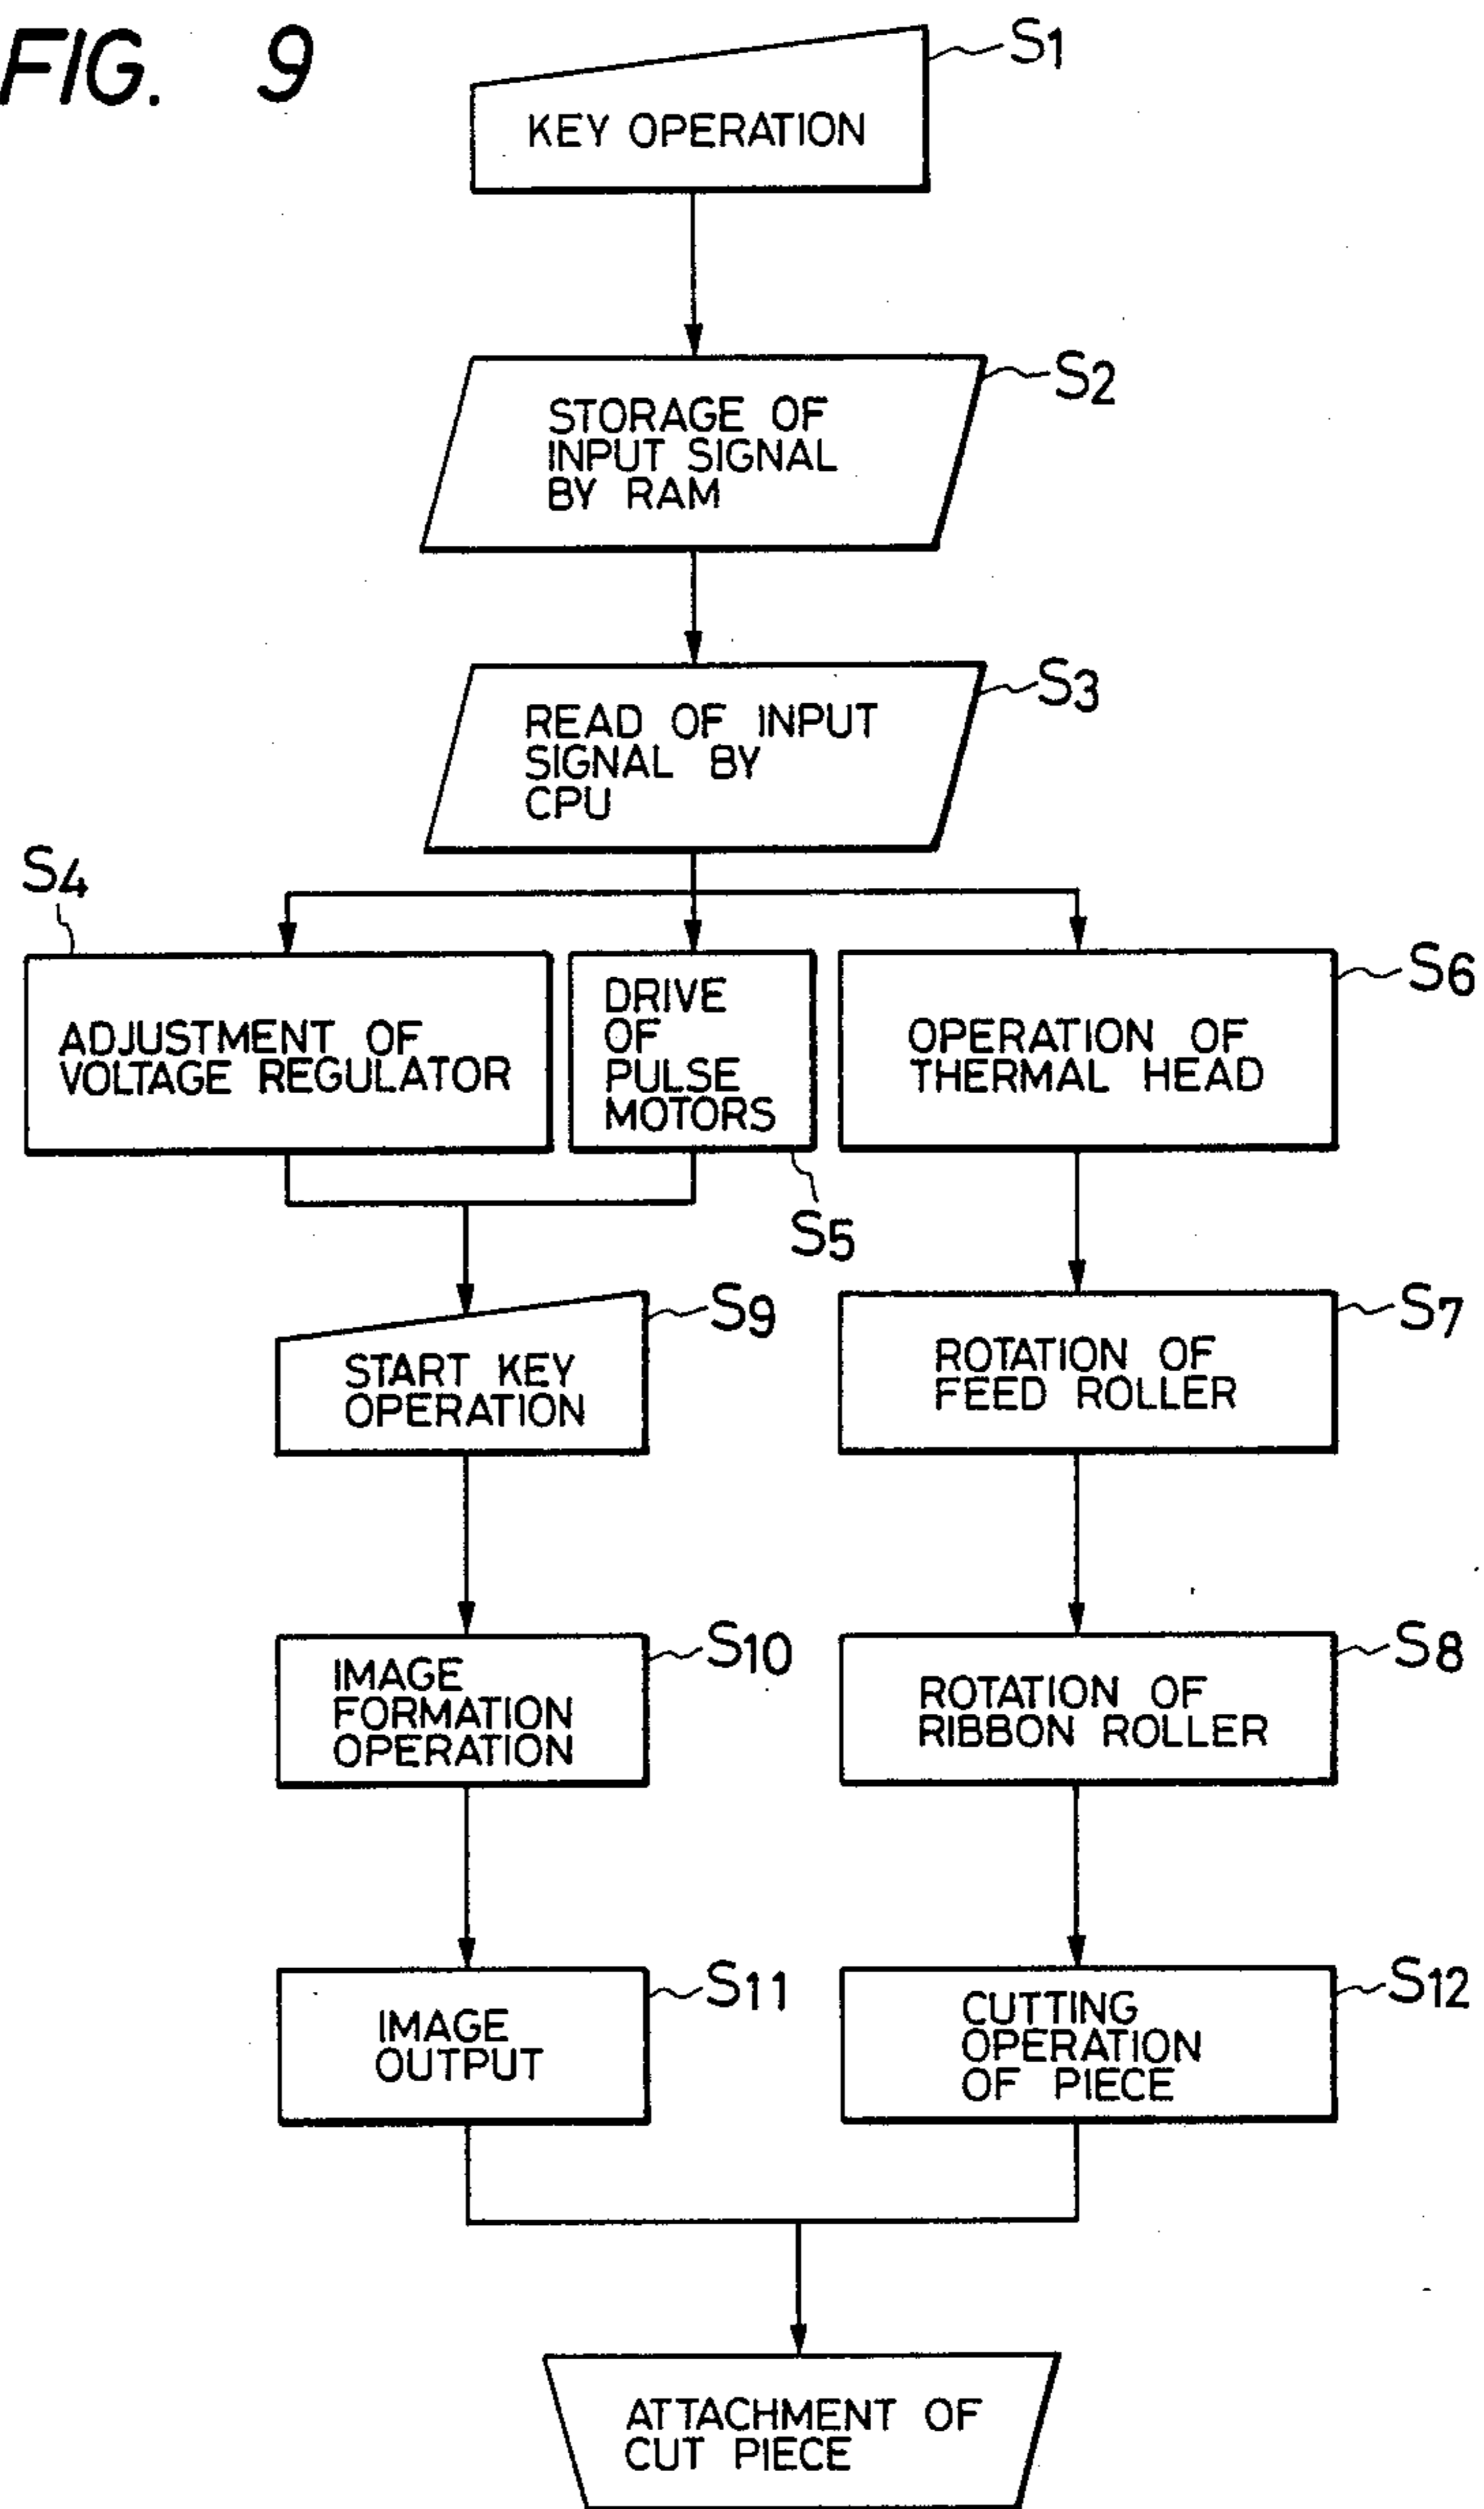 FIG. 9
S1
KEY OPERATION
S2
STORAGE OF
INPUT SIGNAL
BY RAM
S3
READ OF INPUT
SIGNAL BY
CPU
S4
ADJUSTMENT OF
VOLTAGE REGULATOR
DRIVE
OF
PULSE
MOTORS
S5
S6
OPERATION OF
THERMAL HEAD
S9
START KEY
OPERATION
S7
ROTATION OF
FEED ROLLER
S10
IMAGE
FORMATION
OPERATION
S8
ROTATION OF
RIBBON ROLLER
S11
IMAGE
OUTPUT
S12
CUTTING
OPERATION
OF PIECE
ATTACHMENT OF
CUT PIECE